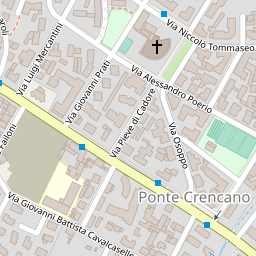 Via Niccolò Tommaseo
Via Luigi Mercantini
Via Alessandro Poerio
Via Giovanni Prati
Via Pieve di Cadore
Via Osoppo
Ponte Crencano
Via Giovanni Battista Cavalcaselle